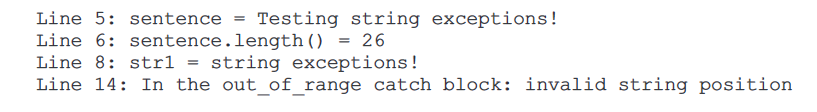 Line 5: sentence = Testing string exceptions!
Line 6: sentence.length() = 26
Line 8: str1 = string exceptions!
Line 14: In the out_of_range catch block: invalid string position